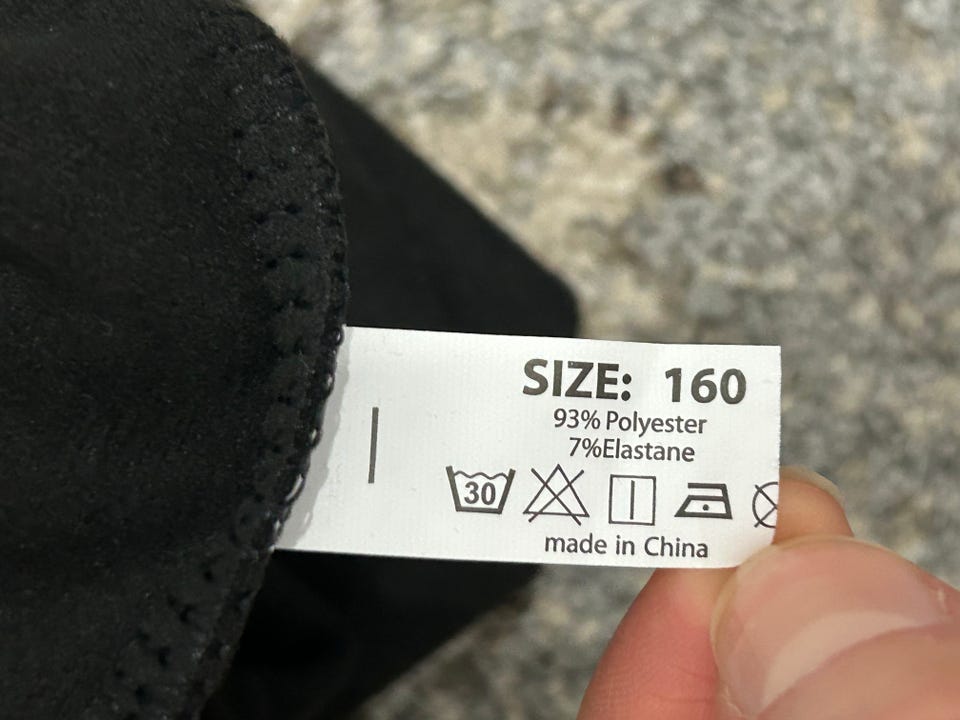 SIZE: 160
93% Polyester
7%Elastane
30
made in China